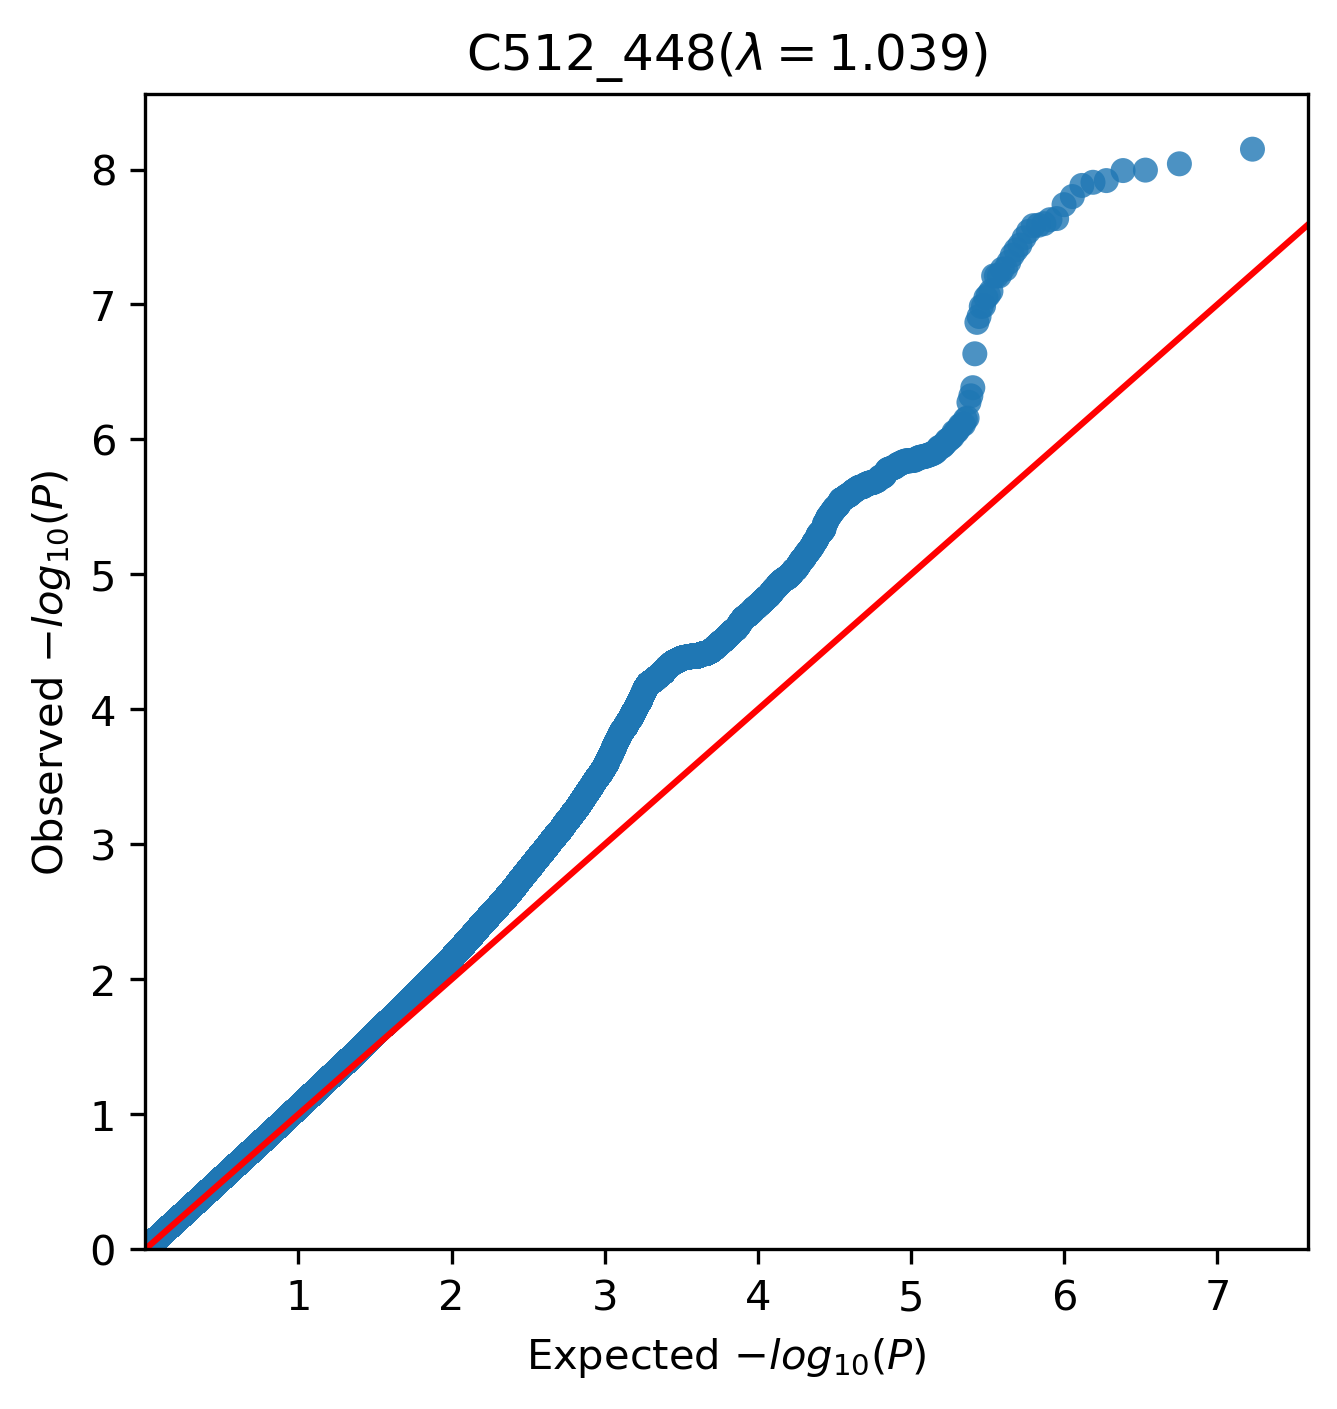 C512_448(λ = 1.039)
Observed −log₁₀(P)
8
7
6
5
4
3
2
1
0
1 2 3 4 5 6 7
Expected −log₁₀(P)